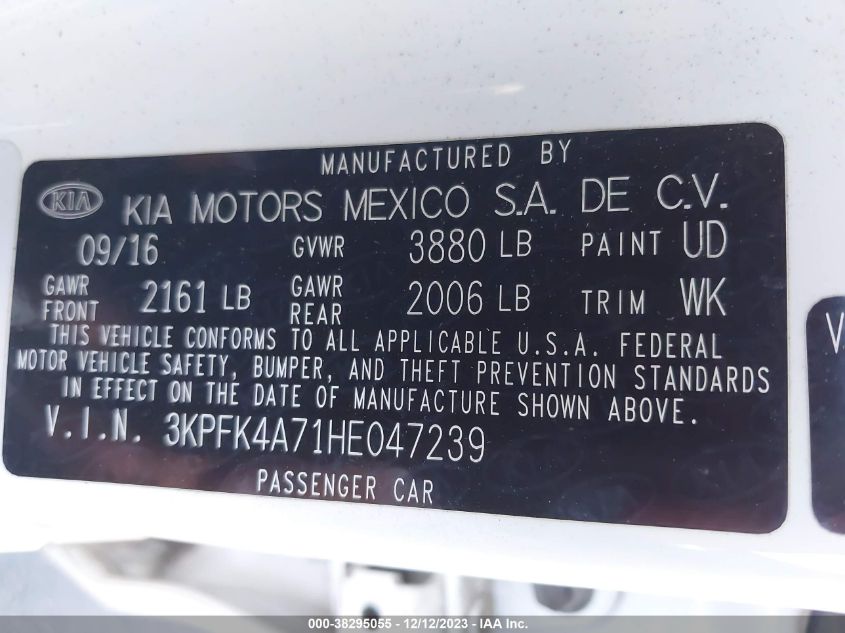 MANUFACTURED BY
KIA KIA MOTORS MEXICO S.A. DE C.V.
09/16 GVWR 3880 LB PAINT UD
GAWR FRONT 2161 LB GAWR REAR 2006 LB TRIM WK
THIS VEHICLE CONFORMS TO ALL APPLICABLE U.S.A. FEDERAL
MOTOR VEHICLE SAFETY, BUMPER, AND THEFT PREVENTION STANDARDS
IN EFFECT ON THE DATE OF MANUFACTURE SHOWN ABOVE.
V.I.N. 3KPFK4A71HE047239
PASSENGER CAR
V
000-38295055 - 12/12/2023 - IAA Inc.